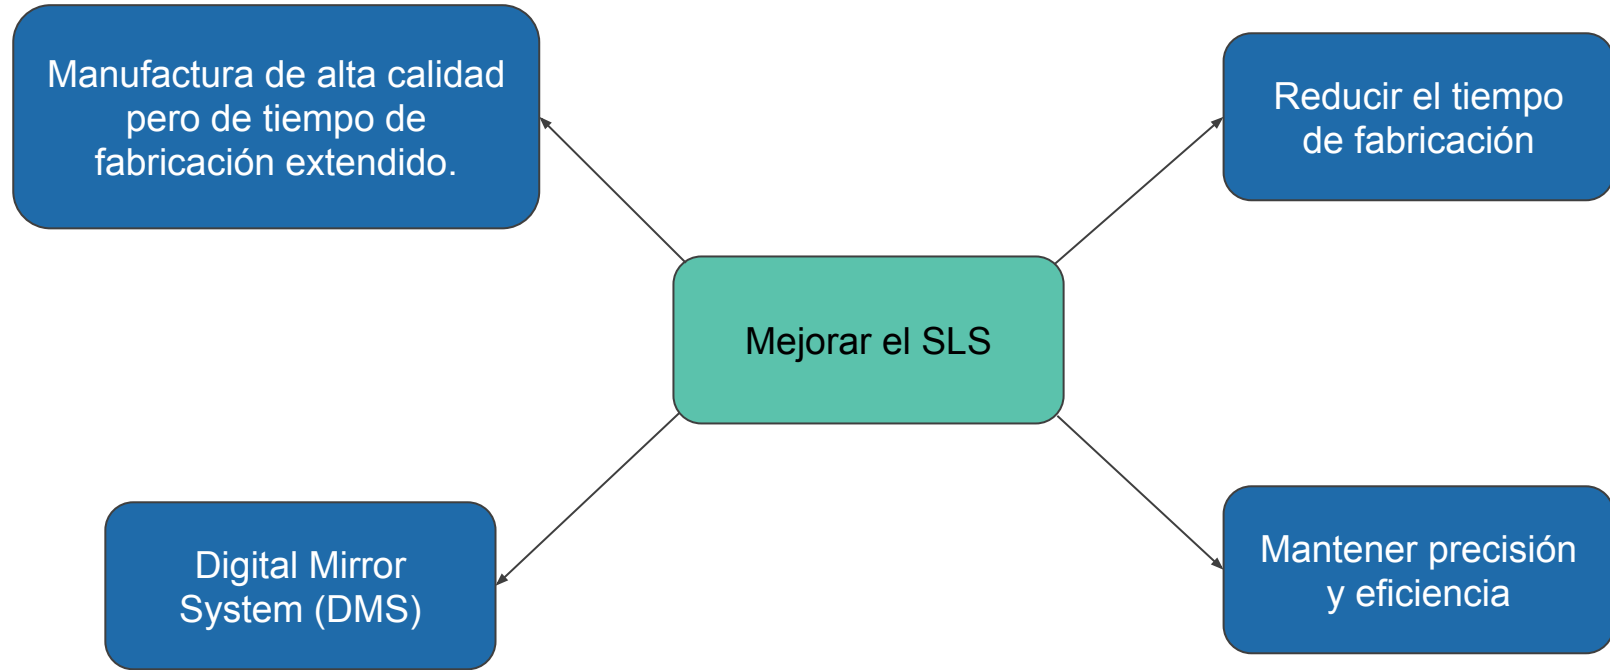 Manufactura de alta calidad
pero de tiempo de
fabricación extendido.
Reducir el tiempo
de fabricación
Mejorar el SLS
Digital Mirror
System (DMS)
Mantener precisión
y eficiencia